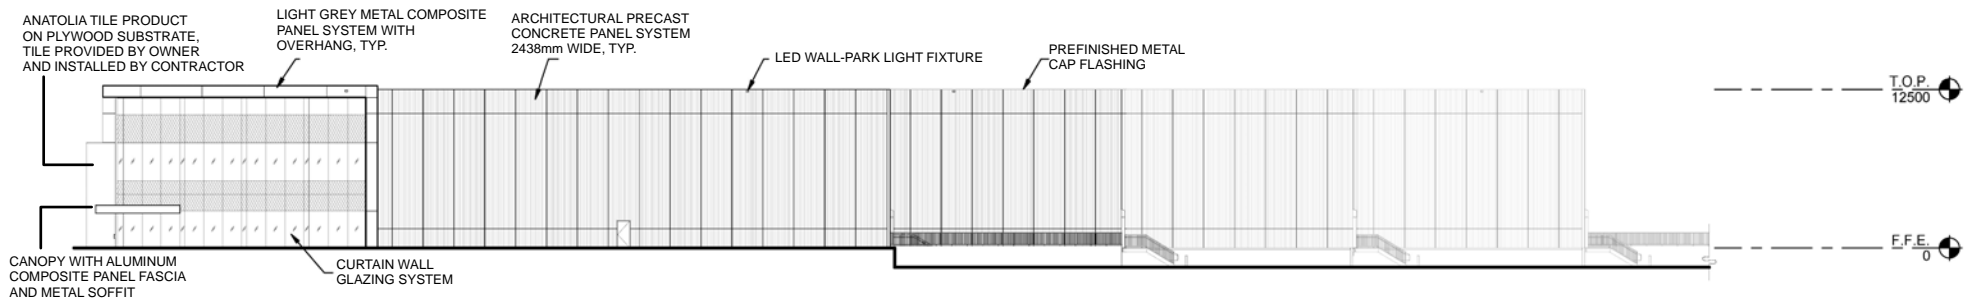 ANATOLIA TILE PRODUCT
ON PLYWOOD SUBSTRATE,
TILE PROVIDED BY OWNER
AND INSTALLED BY CONTRACTOR
LIGHT GREY METAL COMPOSITE
PANEL SYSTEM WITH
OVERHANG, TYP.
ARCHITECTURAL PRECAST
CONCRETE PANEL SYSTEM
2438mm WIDE, TYP.
LED WALL-PARK LIGHT FIXTURE
PREFINISHED METAL
CAP FLASHING
T.O.P.
12500
F.F.E.
0
CANOPY WITH ALUMINUM
COMPOSITE PANEL FASCIA
AND METAL SOFFIT
CURTAIN WALL
GLAZING SYSTEM